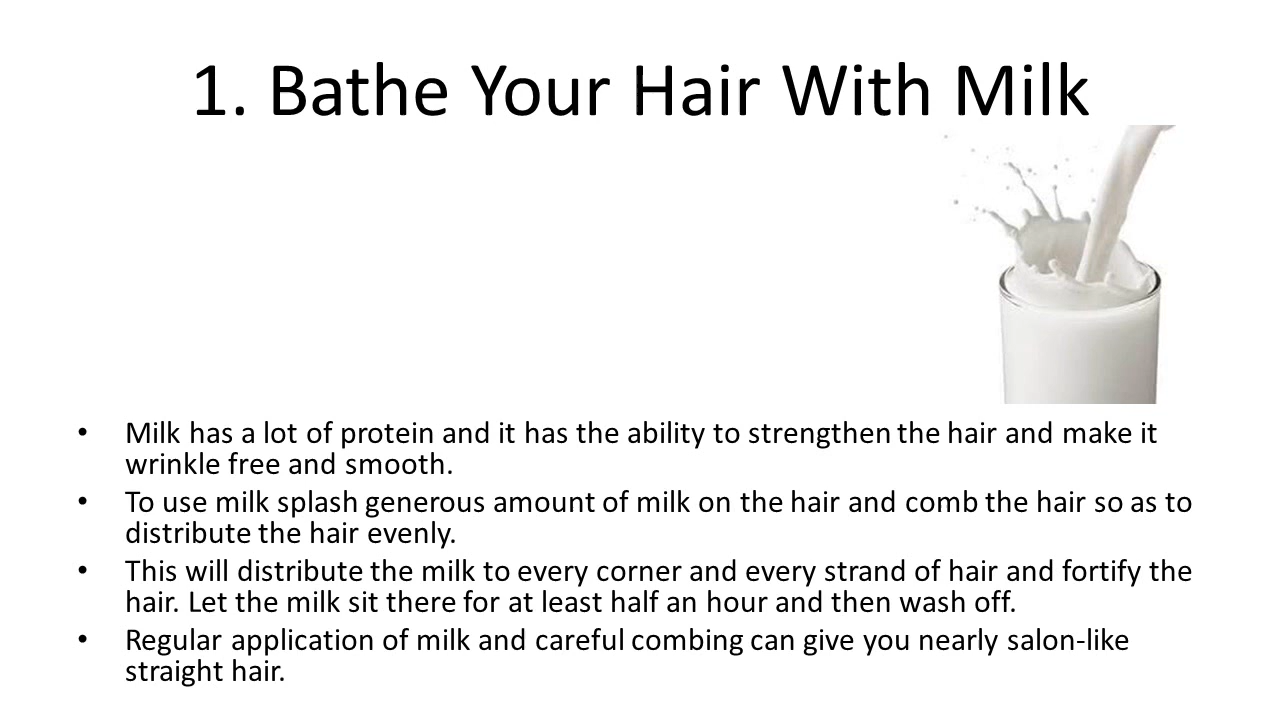 1. Bathe Your Hair With Milk
• Milk has a lot of protein and it has the ability to strengthen the hair and make it
wrinkle free and smooth.
• To use milk splash generous amount of milk on the hair and comb the hair so as to
distribute the hair evenly.
• This will distribute the milk to every corner and every strand of hair and fortify the
hair. Let the milk sit there for at least half an hour and then wash off.
• Regular application of milk and careful combing can give you nearly salon-like
straight hair.